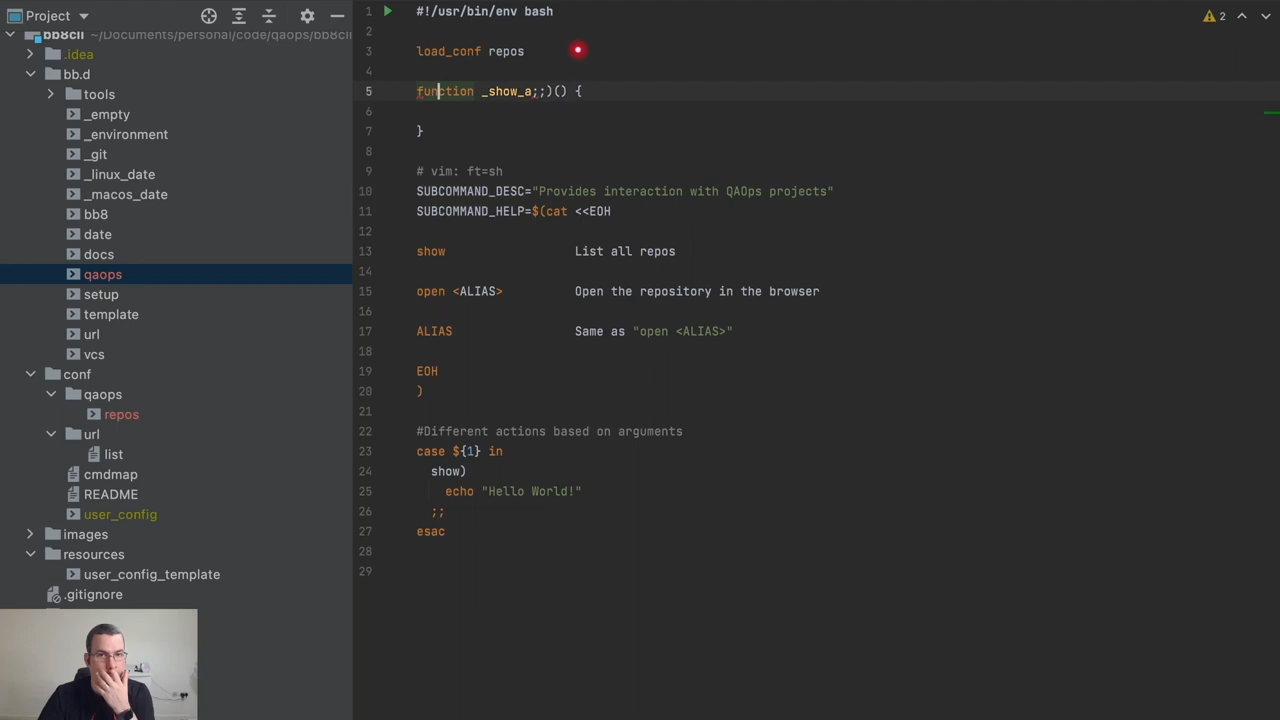 Project
bb8cli ~/Documents/personal/code/qaops/bb8cli
.idea
bb.d
tools
_empty
_environment
_git
_linux_date
_macos_date
bb8
date
docs
qaops
setup
template
url
vcs
conf
qaops
repos
url
list
cmdmap
README
user_config
images
resources
user_config_template
.gitignore
1 #!/usr/bin/env bash
2
3 load_conf repos
4
5 function _show_a;;)() {
6
7 }
8
9 # vim: ft=sh
10 SUBCOMMAND_DESC="Provides interaction with QAOps projects"
11 SUBCOMMAND_HELP=$(cat <<EOH
12
13 show List all repos
14
15 open <ALIAS> Open the repository in the browser
16
17 ALIAS Same as "open <ALIAS>"
18
19 EOH
20 )
21
22 #Different actions based on arguments
23 case ${1} in
24 show)
25 echo "Hello World!"
26 ;;
27 esac
28
29
2